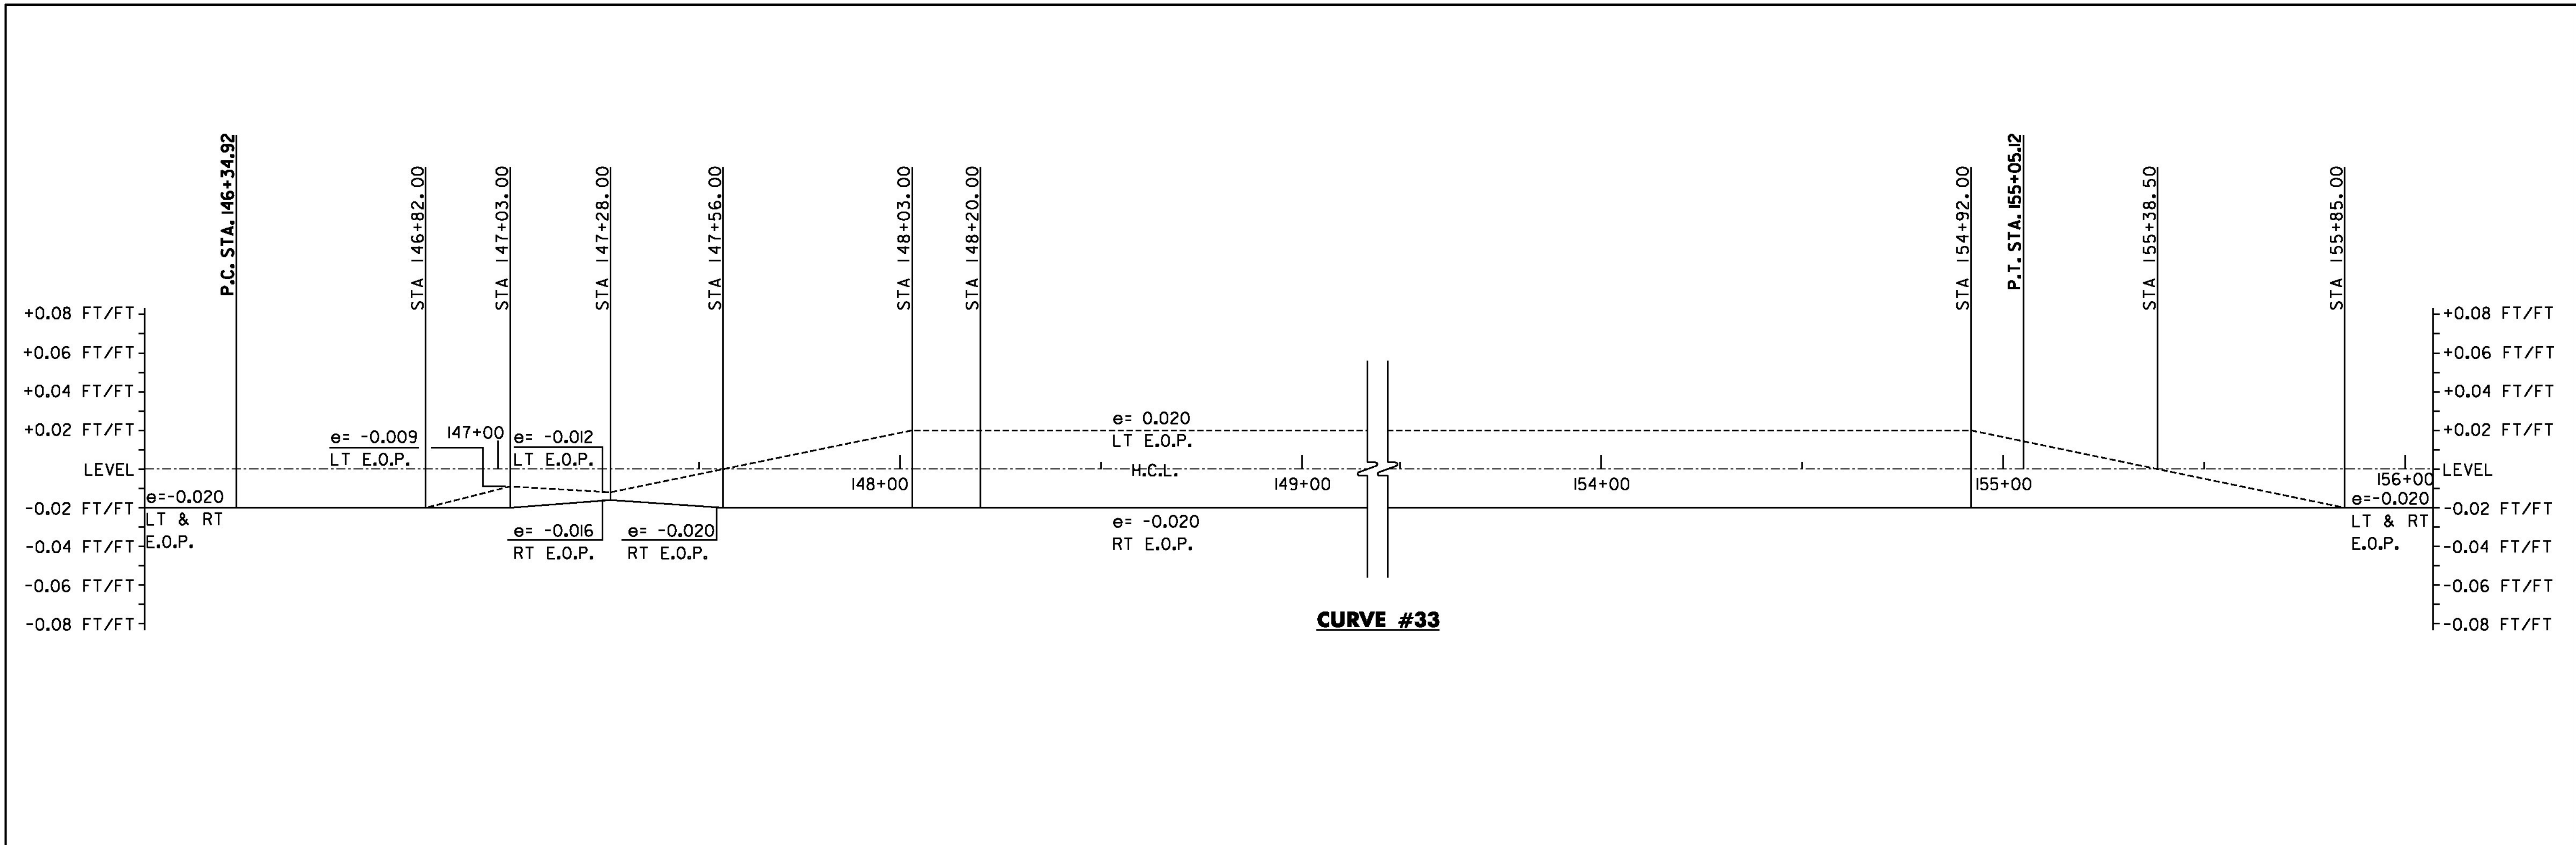 P.C. STA. 146+34.92
STA 146+82.00
STA 147+03.00
STA 147+28.00
STA 147+56.00
STA 148+03.00
STA 148+20.00
STA 154+92.00
P.T. STA. 155+05.12
STA 155+38.50
STA 155+85.00
+0.08 FT/FT
+0.06 FT/FT
+0.04 FT/FT
+0.02 FT/FT
LEVEL
-0.02 FT/FT
-0.04 FT/FT
-0.06 FT/FT
-0.08 FT/FT
e=-0.020
LT & RT
E.O.P.
e= -0.009
LT E.O.P.
147+00
e= -0.012
LT E.O.P.
e= -0.016
RT E.O.P.
e= -0.020
RT E.O.P.
148+00
e= 0.020
LT E.O.P.
H.C.L.
e= -0.020
RT E.O.P.
149+00
154+00
155+00
156+00
e=-0.020
LT & RT
E.O.P.
+0.08 FT/FT
+0.06 FT/FT
+0.04 FT/FT
+0.02 FT/FT
LEVEL
-0.02 FT/FT
-0.04 FT/FT
-0.06 FT/FT
-0.08 FT/FT
CURVE #33